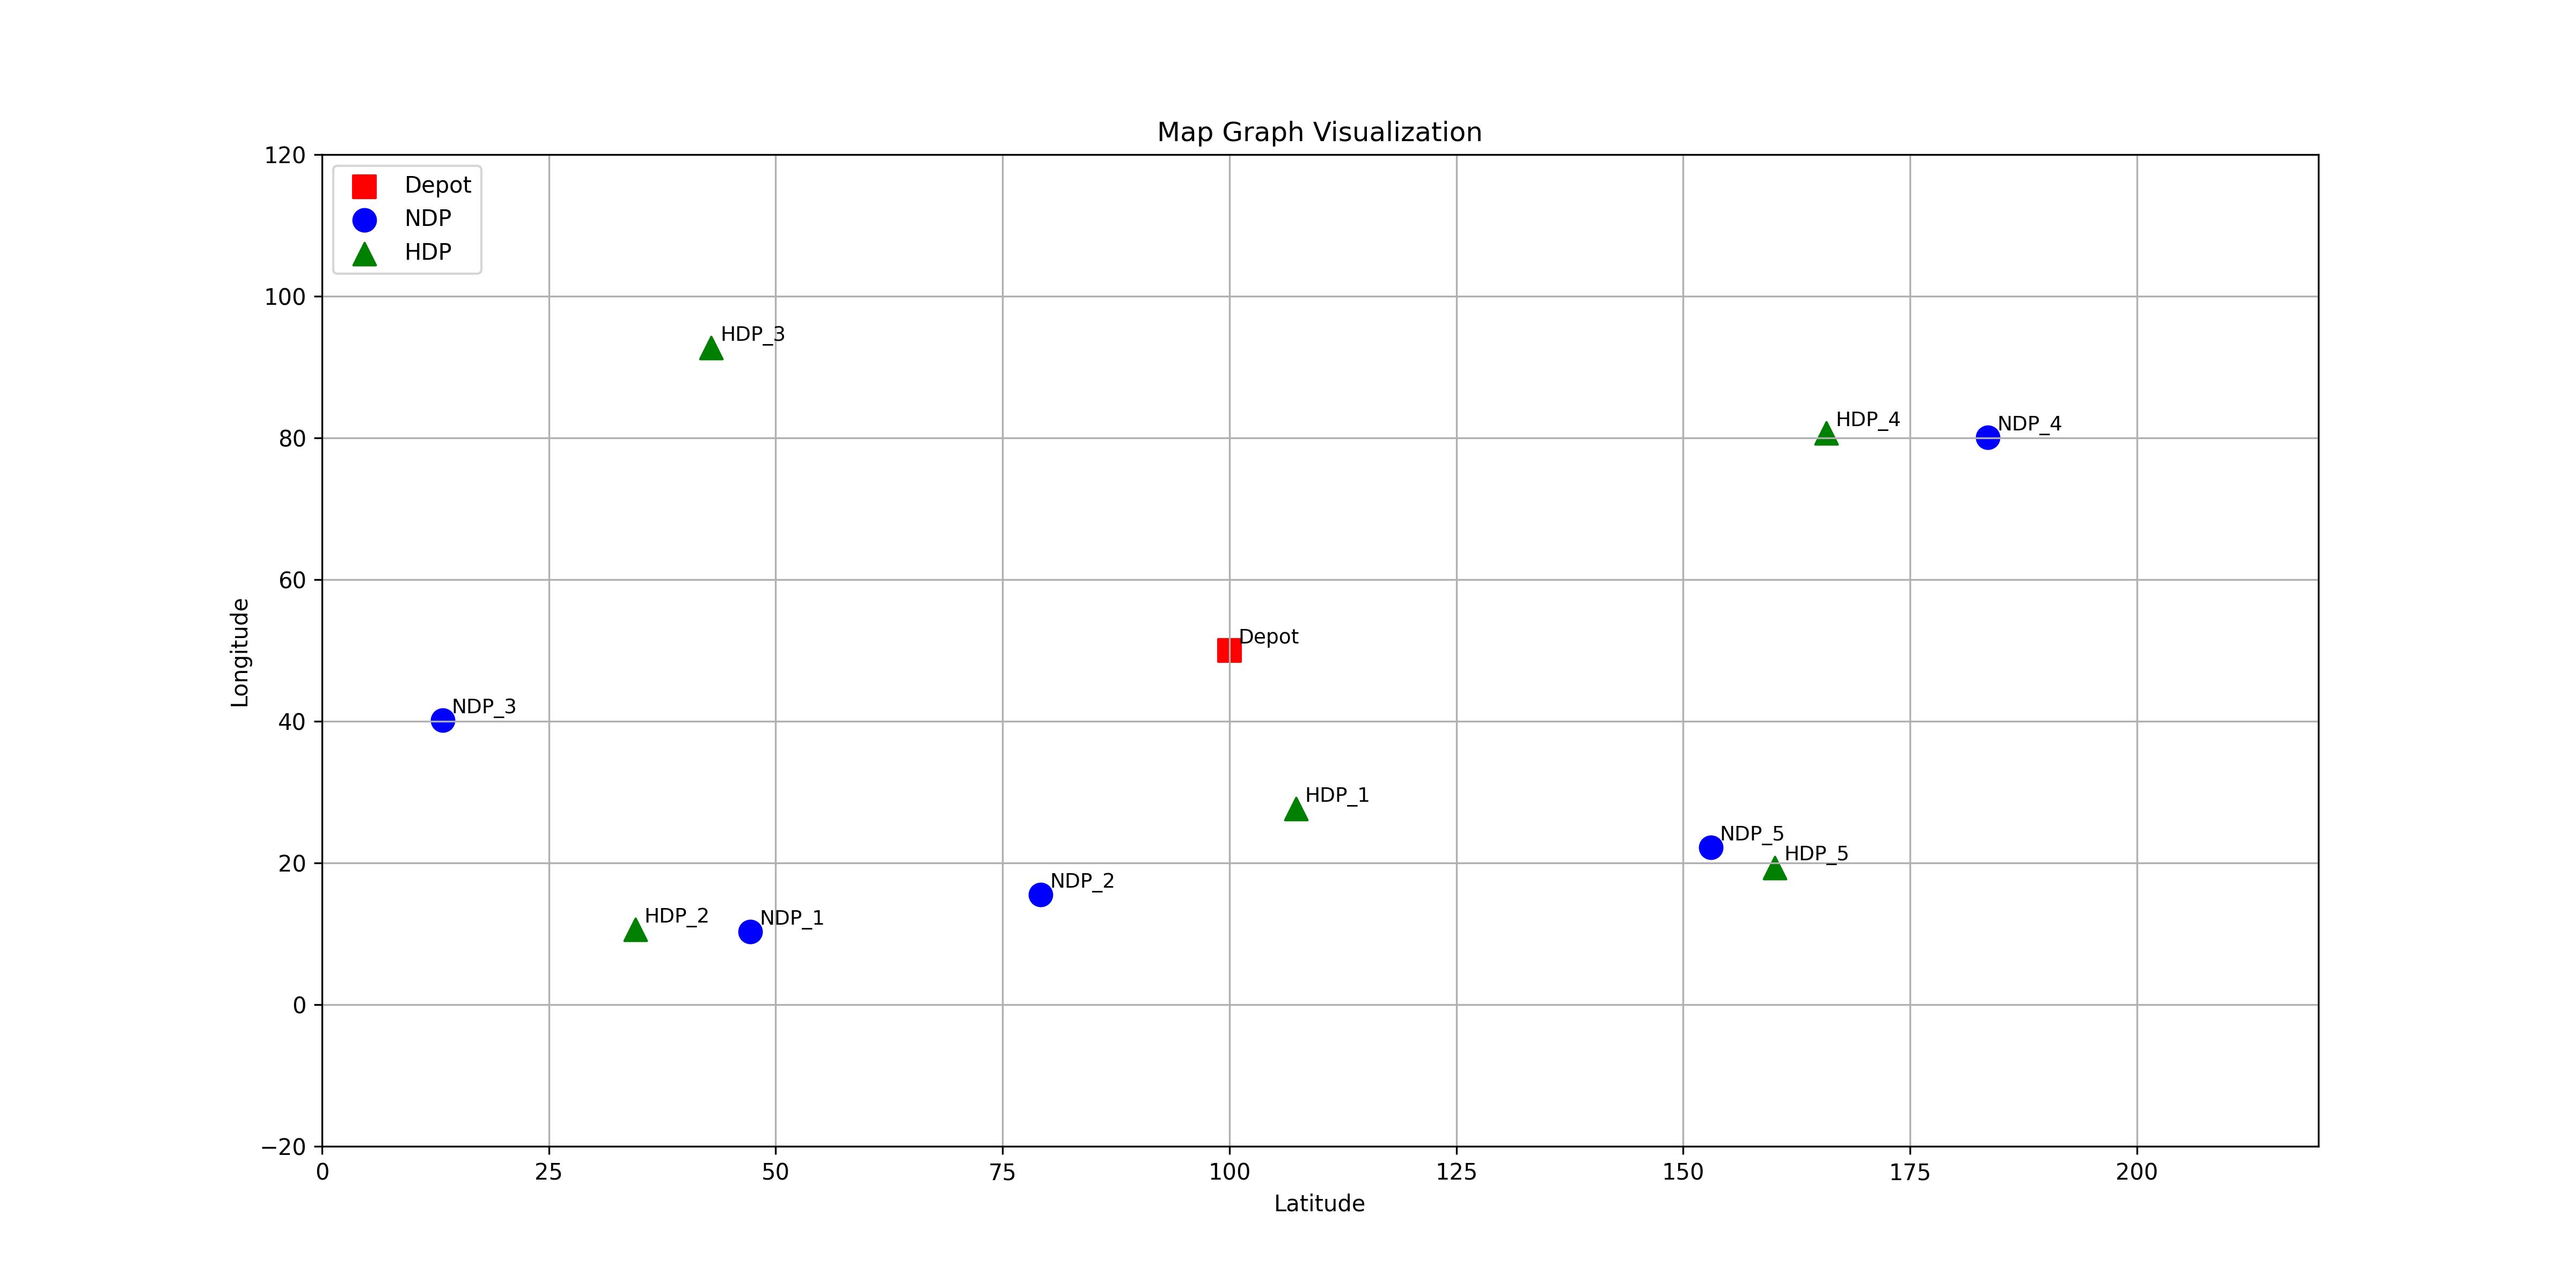 Map Graph Visualization
120
100
80
60
40
20
0
−20
Longitude
Depot
NDP
HDP
HDP_3
HDP_4
NDP_4
Depot
NDP_3
HDP_1
NDP_5
HDP_5
NDP_2
HDP_2
NDP_1
0 25 50 75 100 125 150 175 200
Latitude